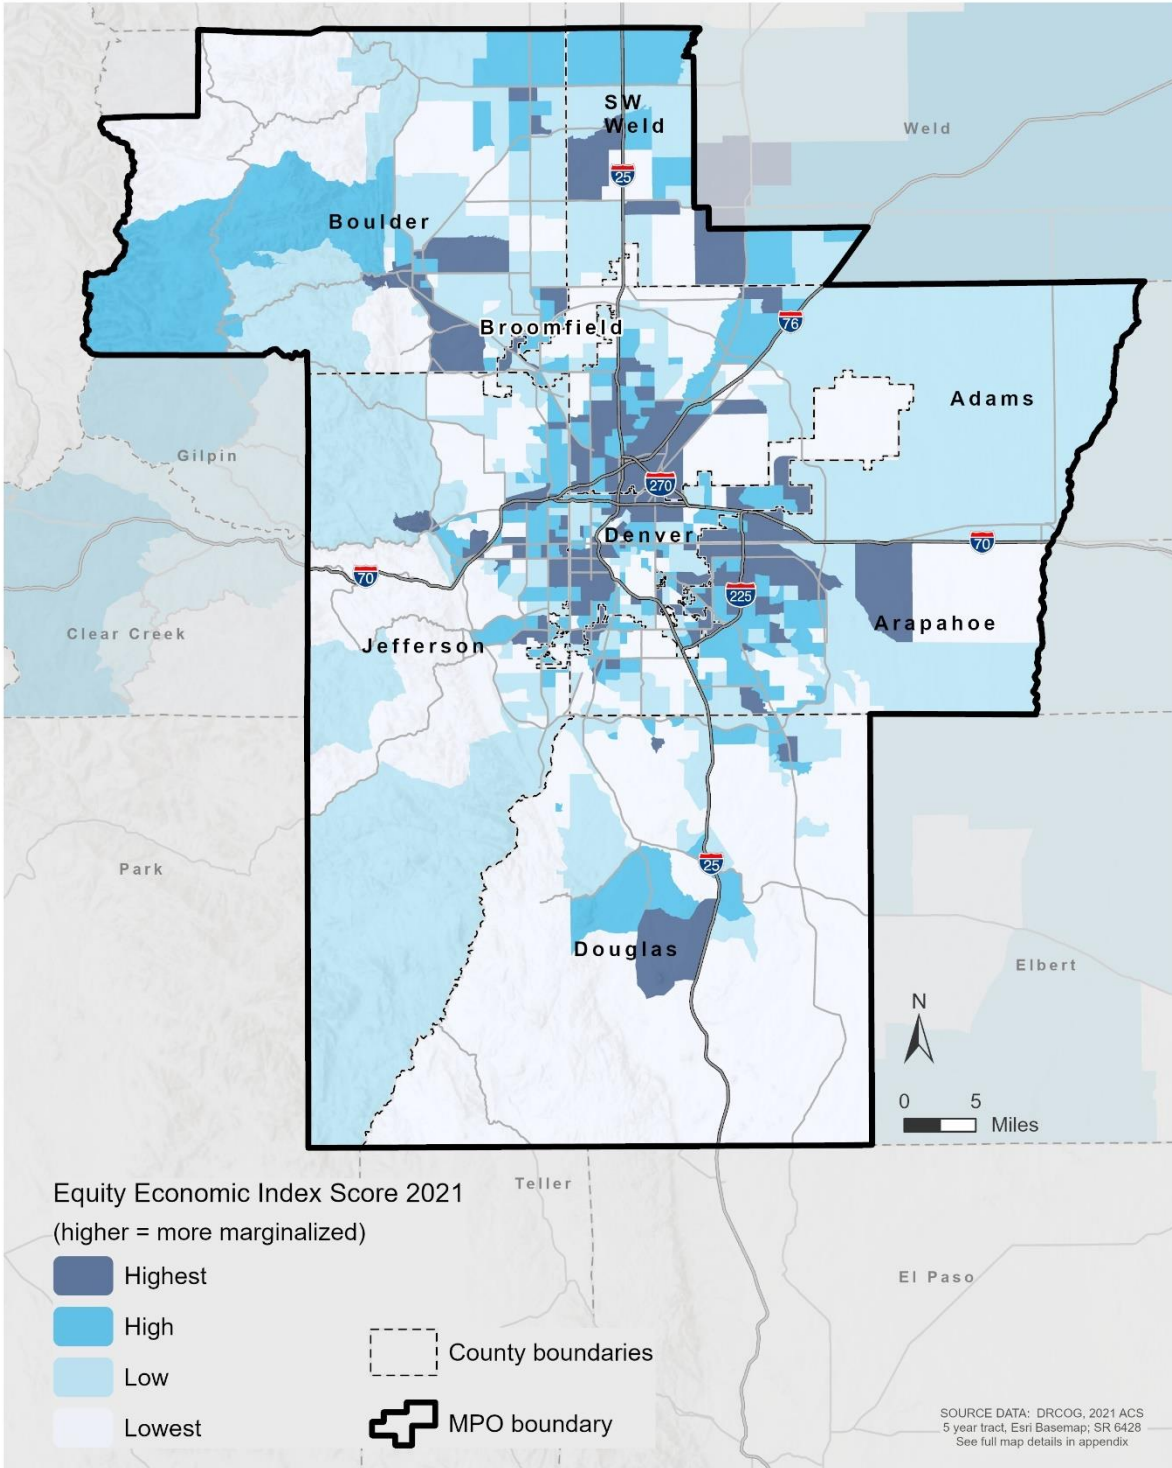 SW
Weld
Weld
25
Boulder
Broomfield
76
Adams
Gilpin
270
Denver
70
70
225
Clear Creek
Jefferson
Arapahoe
Park
25
Douglas
Elbert
N
0 5
Miles
Teller
El Paso
Equity Economic Index Score 2021
(higher = more marginalized)
Highest
High
Low
Lowest
County boundaries
MPO boundary
SOURCE DATA: DRCOG, 2021 ACS
5 year tract, Esri Basemap; SR 6428
See full map details in appendix